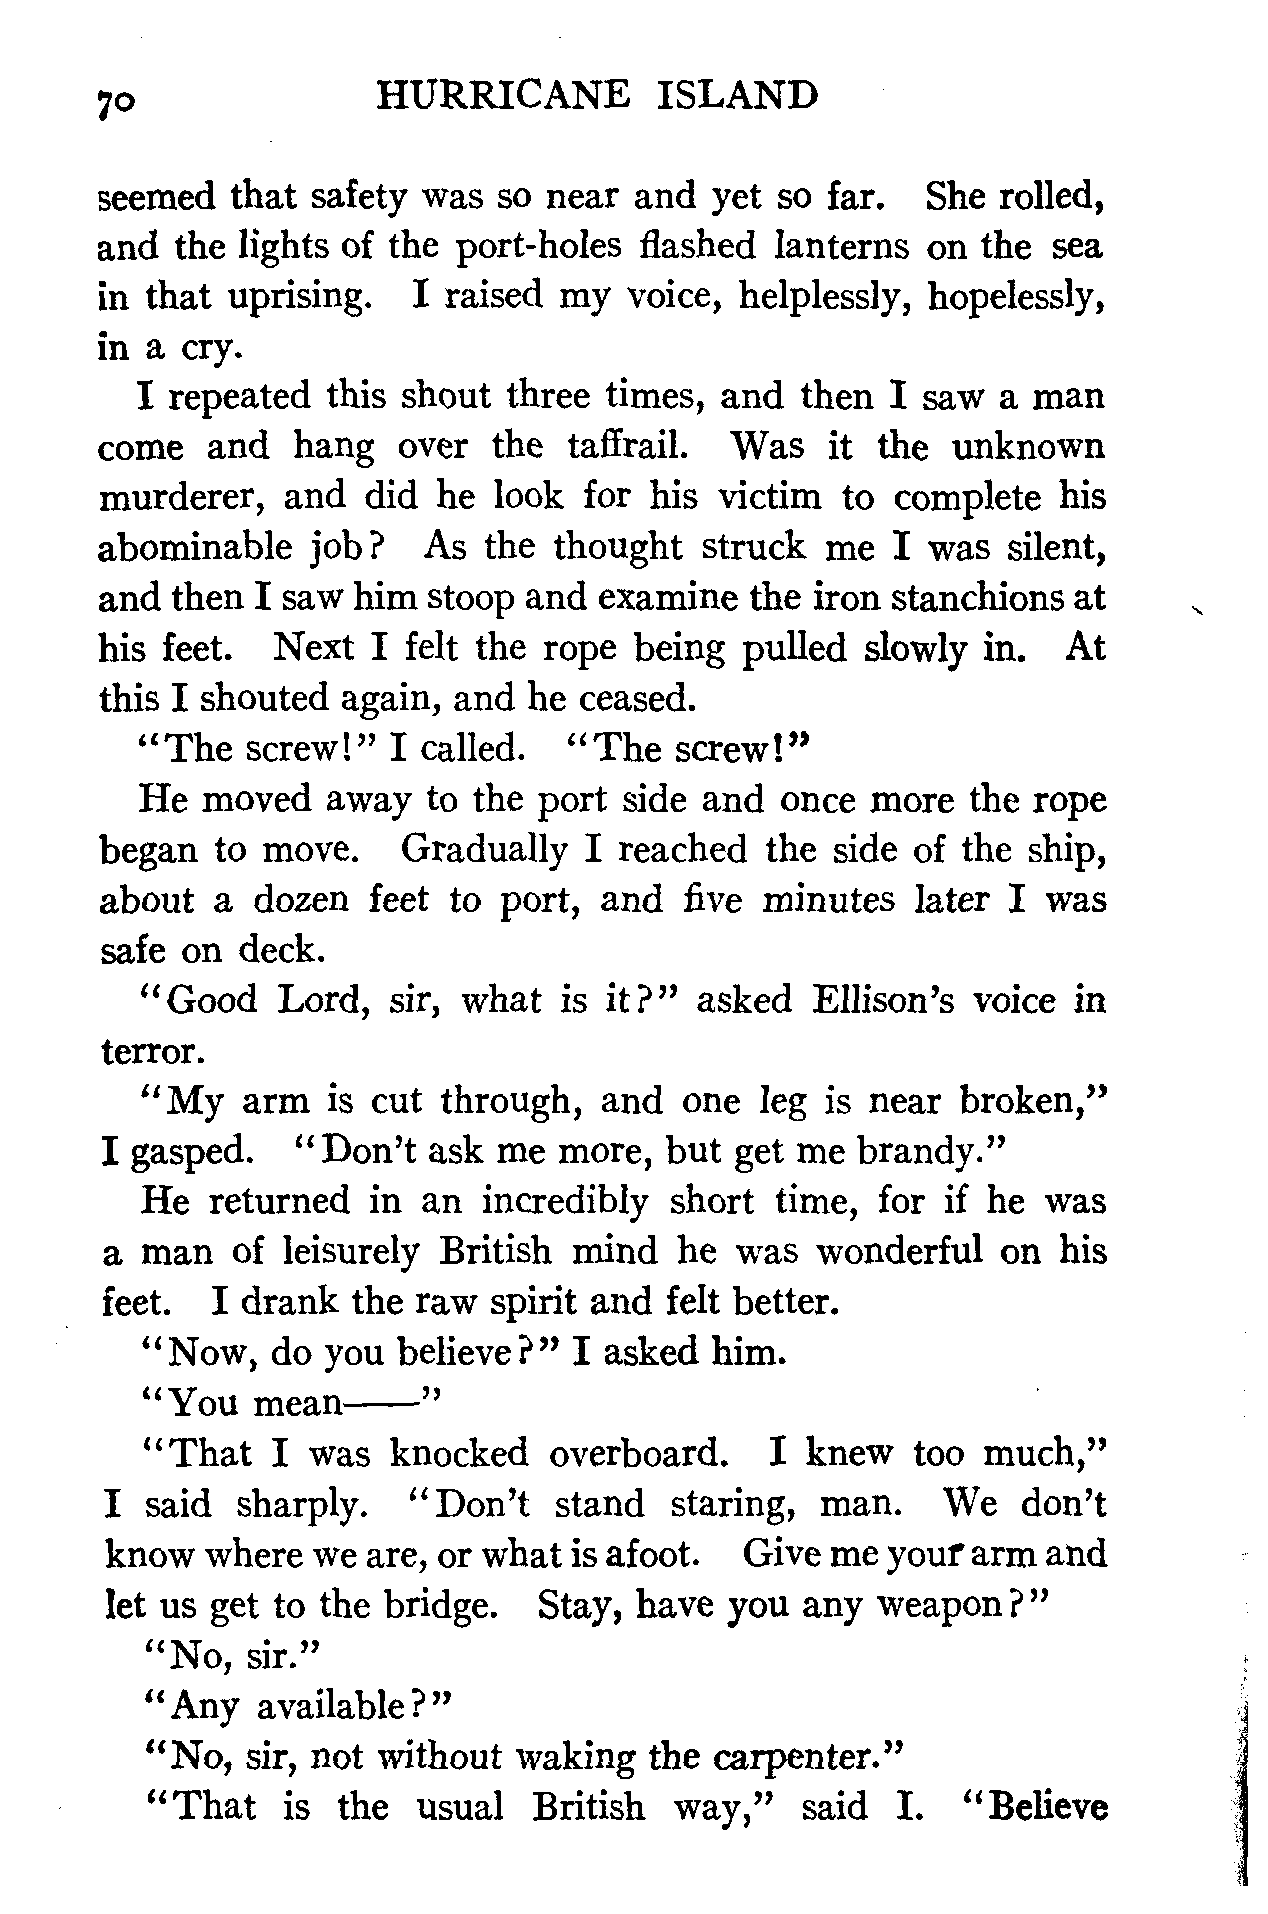 70 HURRICANE ISLAND
seemed that safety was so near and yet so far. She rolled,
and the lights of the port-holes flashed lanterns on the sea
in that uprising. I raised my voice, helplessly, hopelessly,
in a cry.
I repeated this shout three times, and then I saw a man
come and hang over the taffrail. Was it the unknown
murderer, and did he look for his victim to complete his
abominable job? As the thought struck me I was silent,
and then I saw him stoop and examine the iron stanchions at
his feet. Next I felt the rope being pulled slowly in. At
this I shouted again, and he ceased.
“The screw!” I called. “The screw!”
He moved away to the port side and once more the rope
began to move. Gradually I reached the side of the ship,
about a dozen feet to port, and five minutes later I was
safe on deck.
“Good Lord, sir, what is it?” asked Ellison’s voice in
terror.
“My arm is cut through, and one leg is near broken,”
I gasped. “Don’t ask me more, but get me brandy.”
He returned in an incredibly short time, for if he was
a man of leisurely British mind he was wonderful on his
feet. I drank the raw spirit and felt better.
“Now, do you believe?” I asked him.
“You mean——”
“That I was knocked overboard. I knew too much,”
I said sharply. “Don’t stand staring, man. We don’t
know where we are, or what is afoot. Give me your arm and
let us get to the bridge. Stay, have you any weapon?”
“No, sir.”
“Any available?”
“No, sir, not without waking the carpenter.”
“That is the usual British way,” said I. “Believe